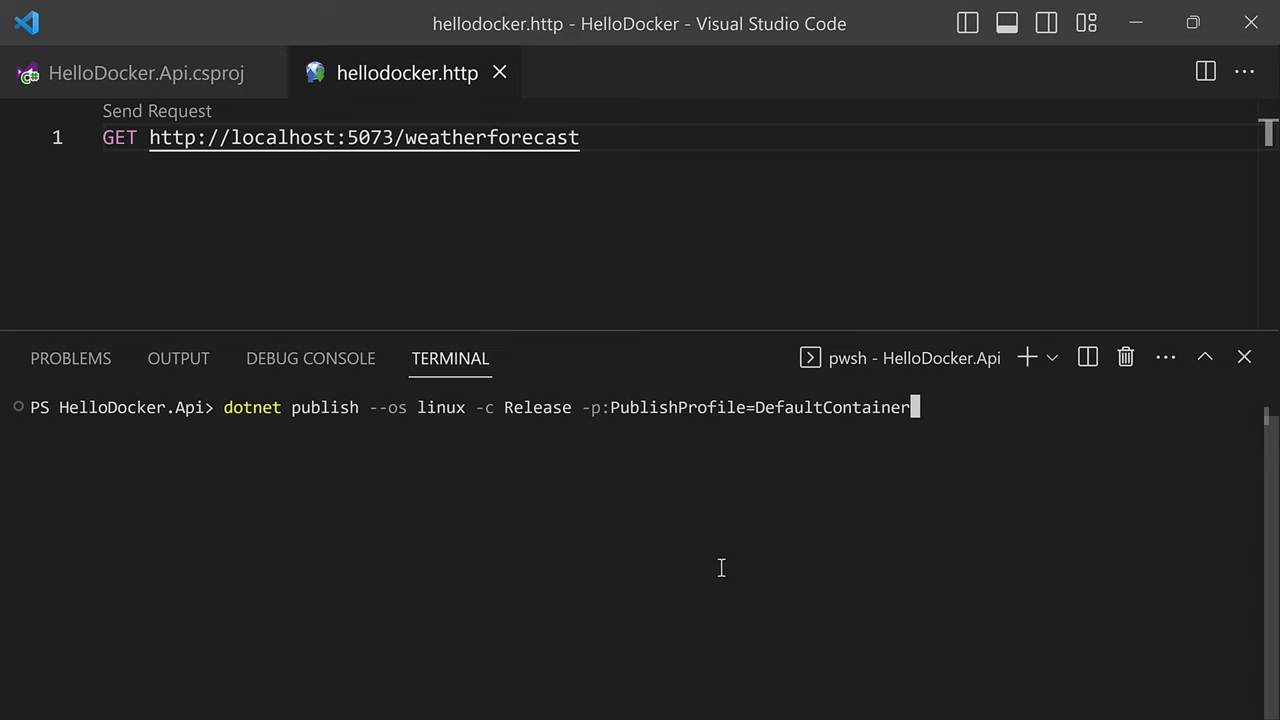 hellodocker.http - HelloDocker - Visual Studio Code
HelloDocker.Api.csproj
hellodocker.http
Send Request
1 GET http://localhost:5073/weatherforecast
PROBLEMS OUTPUT DEBUG CONSOLE TERMINAL pwsh - HelloDocker.Api
PS HelloDocker.Api> dotnet publish --os linux -c Release -p:PublishProfile=DefaultContainer